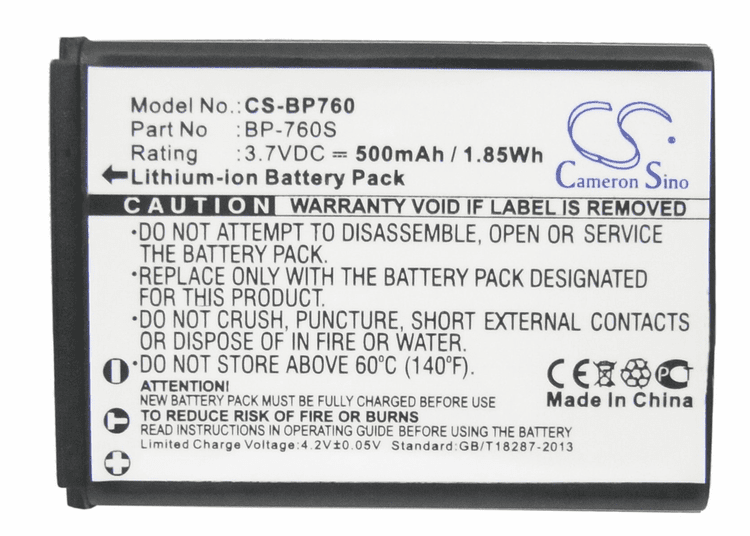 Model No.: CS-BP760
Part No : BP-760S
Rating : 3.7VDC = 500mAh / 1.85Wh
Lithium-ion Battery Pack
CS
Cameron Sino
CAUTION WARRANTY VOID IF LABEL IS REMOVED
·DO NOT ATTEMPT TO DISASSEMBLE, OPEN OR SERVICE
THE BATTERY PACK.
·REPLACE ONLY WITH THE BATTERY PACK DESIGNATED
FOR THIS PRODUCT.
·DO NOT CRUSH, PUNCTURE, SHORT EXTERNAL CONTACTS
OR DISPOSE OF IN FIRE OR WATER.
·DO NOT STORE ABOVE 60°C (140°F).
ATTENTION:
NEW BATTERY PACK MUST BE FULLY CHARGED BEFORE USE
TO REDUCE RISK OF FIRE OR BURNS
READ INSTRUCTIONS IN OPERATING GUIDE BEFORE USING THE BATTERY
Limited Charge Voltage:4.2V±0.05V Standard:GB/T18287-2013
CE
Made In China